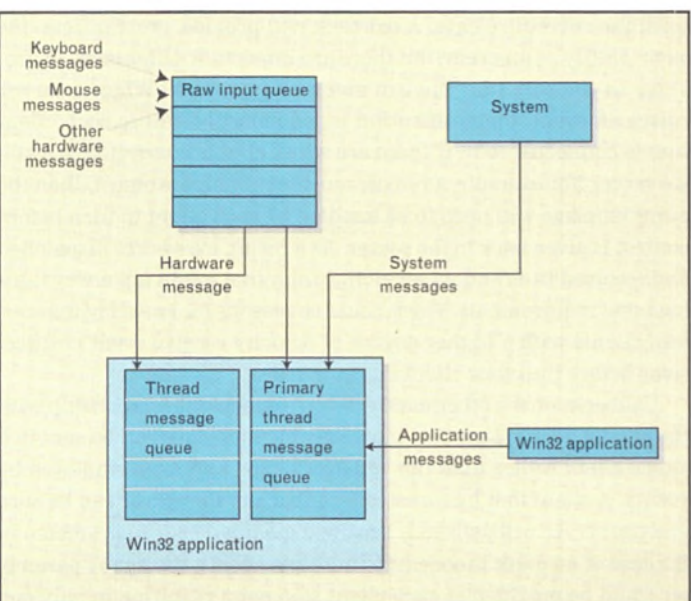 Keyboard
messages
Mouse
messages
Other
hardware
messages
Raw input queue
System
Hardware
message
System
messages
Thread
message
queue
Primary
thread
message
queue
Application
messages
Win32 application
Win32 application